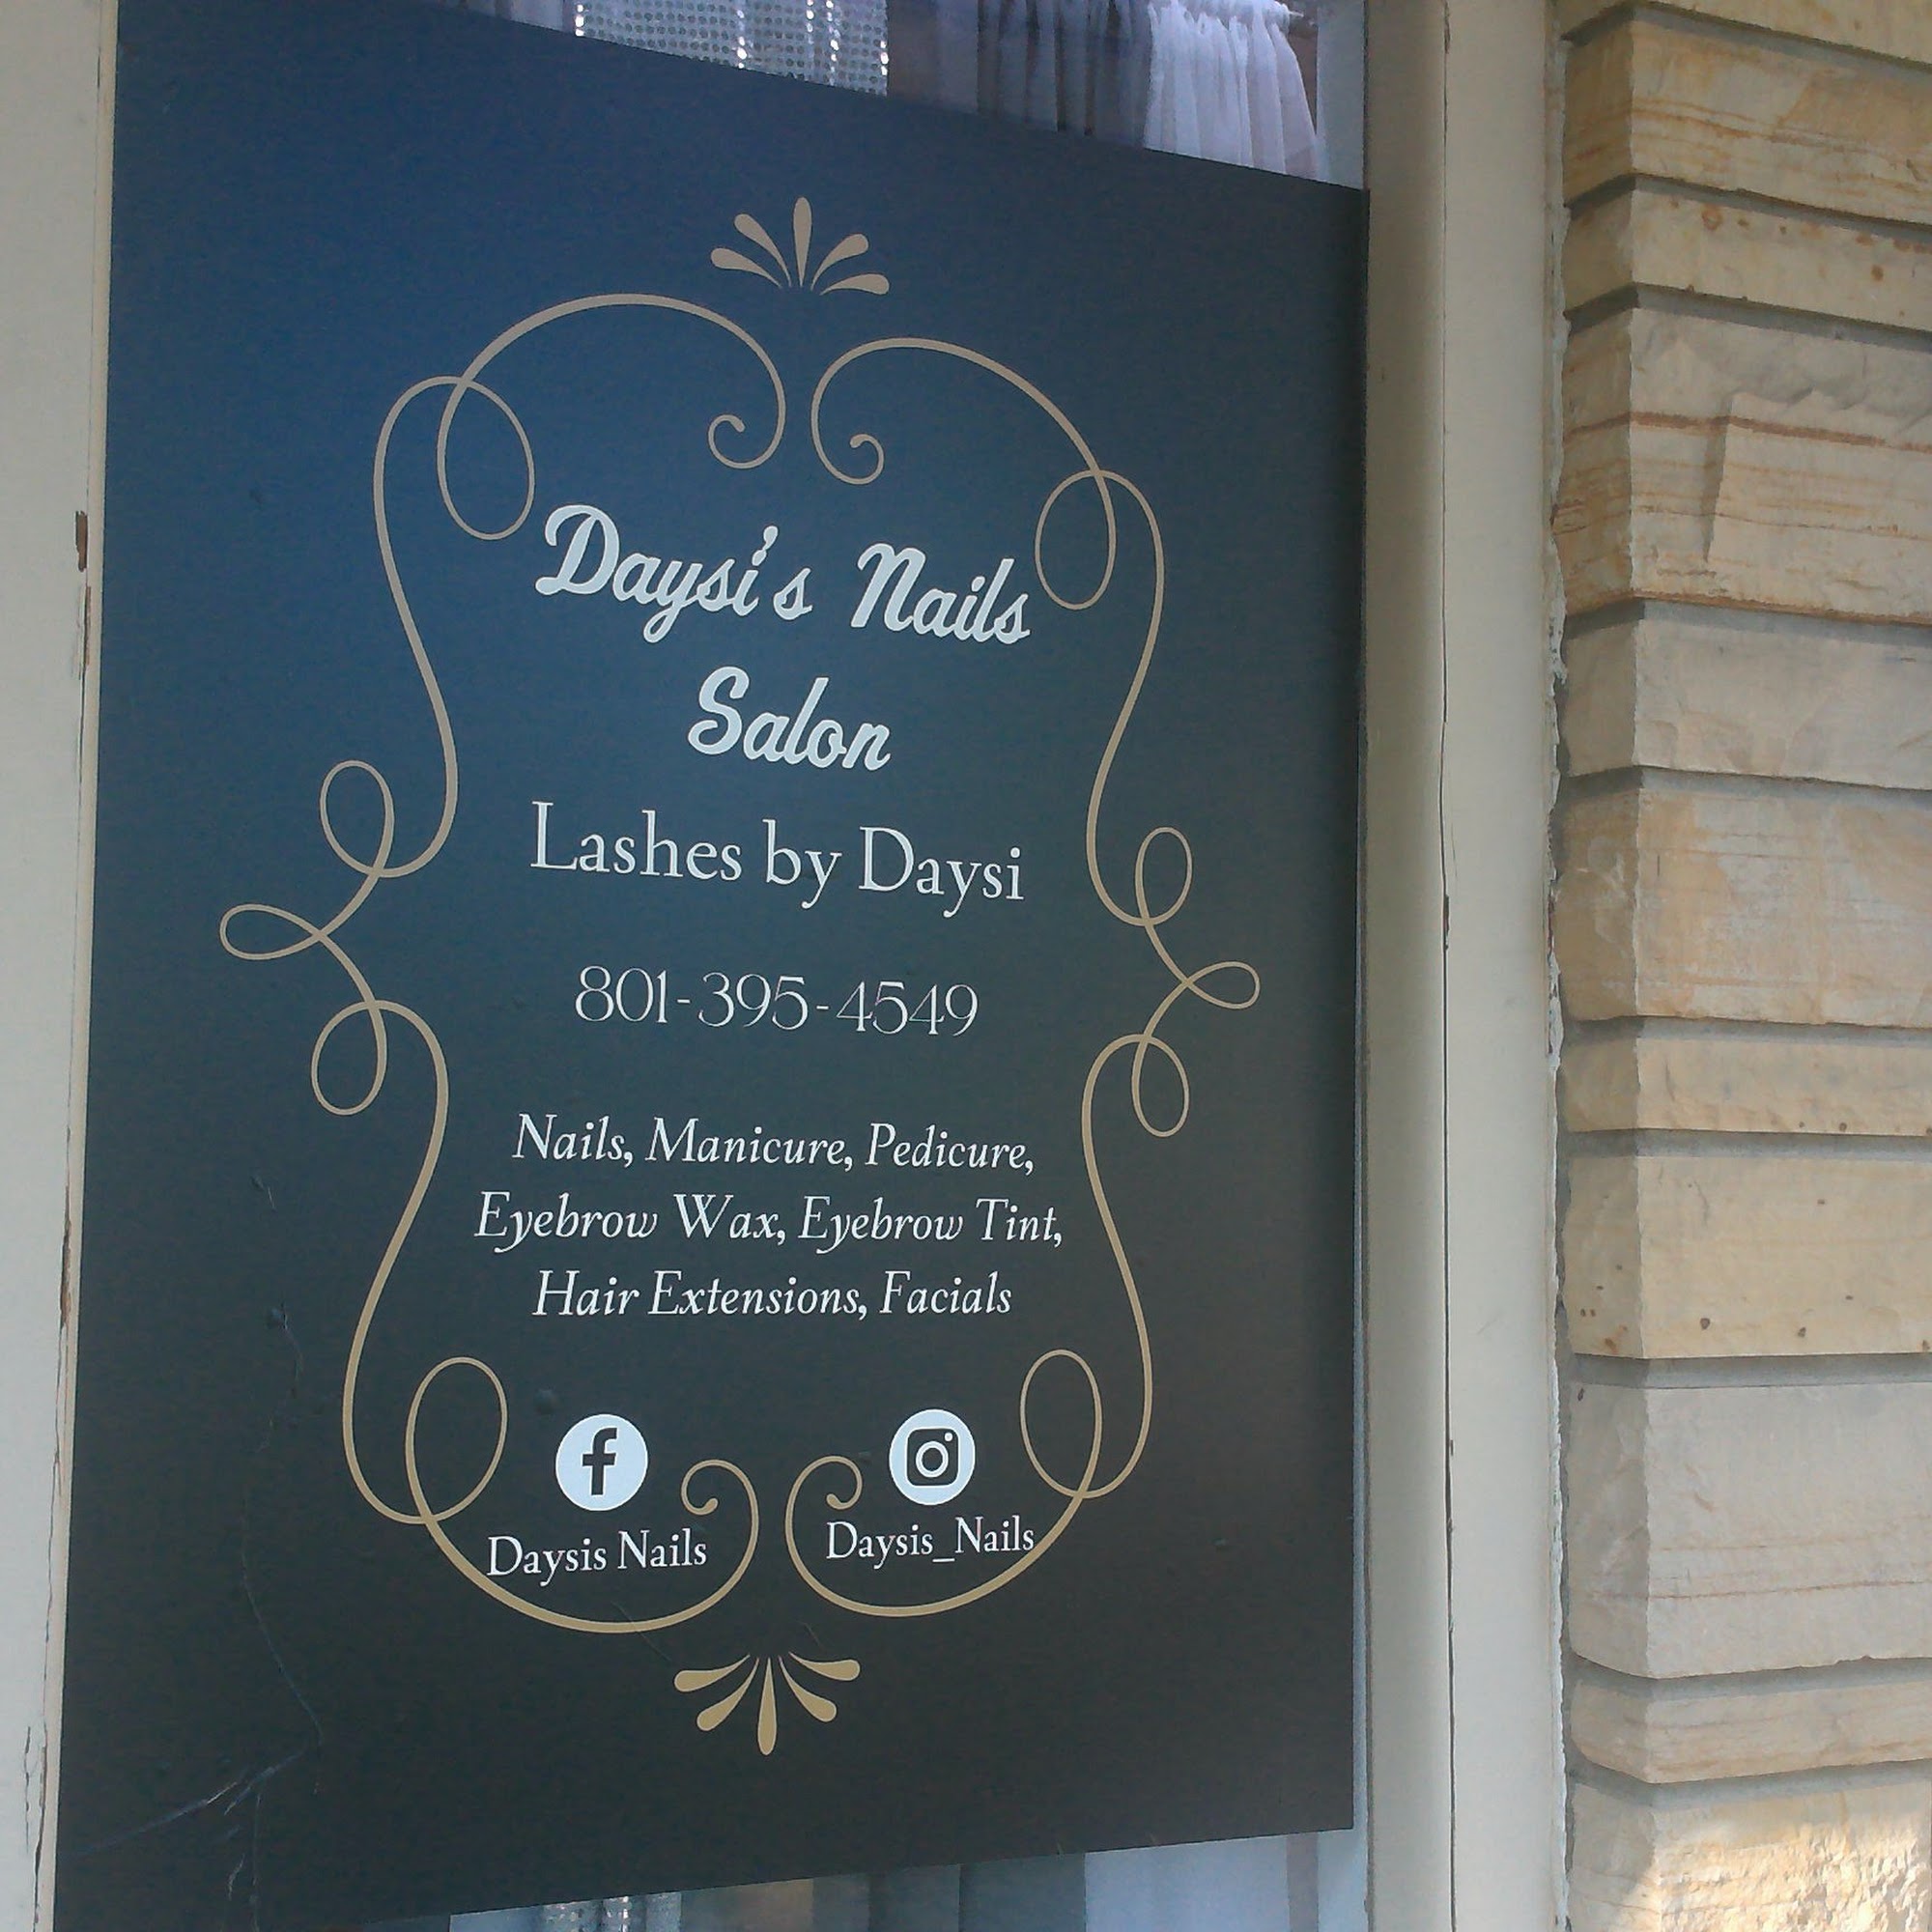 Daysi's Nails
Salon
Lashes by Daysi
801-395-4549
Nails, Manicure, Pedicure,
Eyebrow Wax, Eyebrow Tint,
Hair Extensions, Facials
Daysis Nails
Daysis_Nails